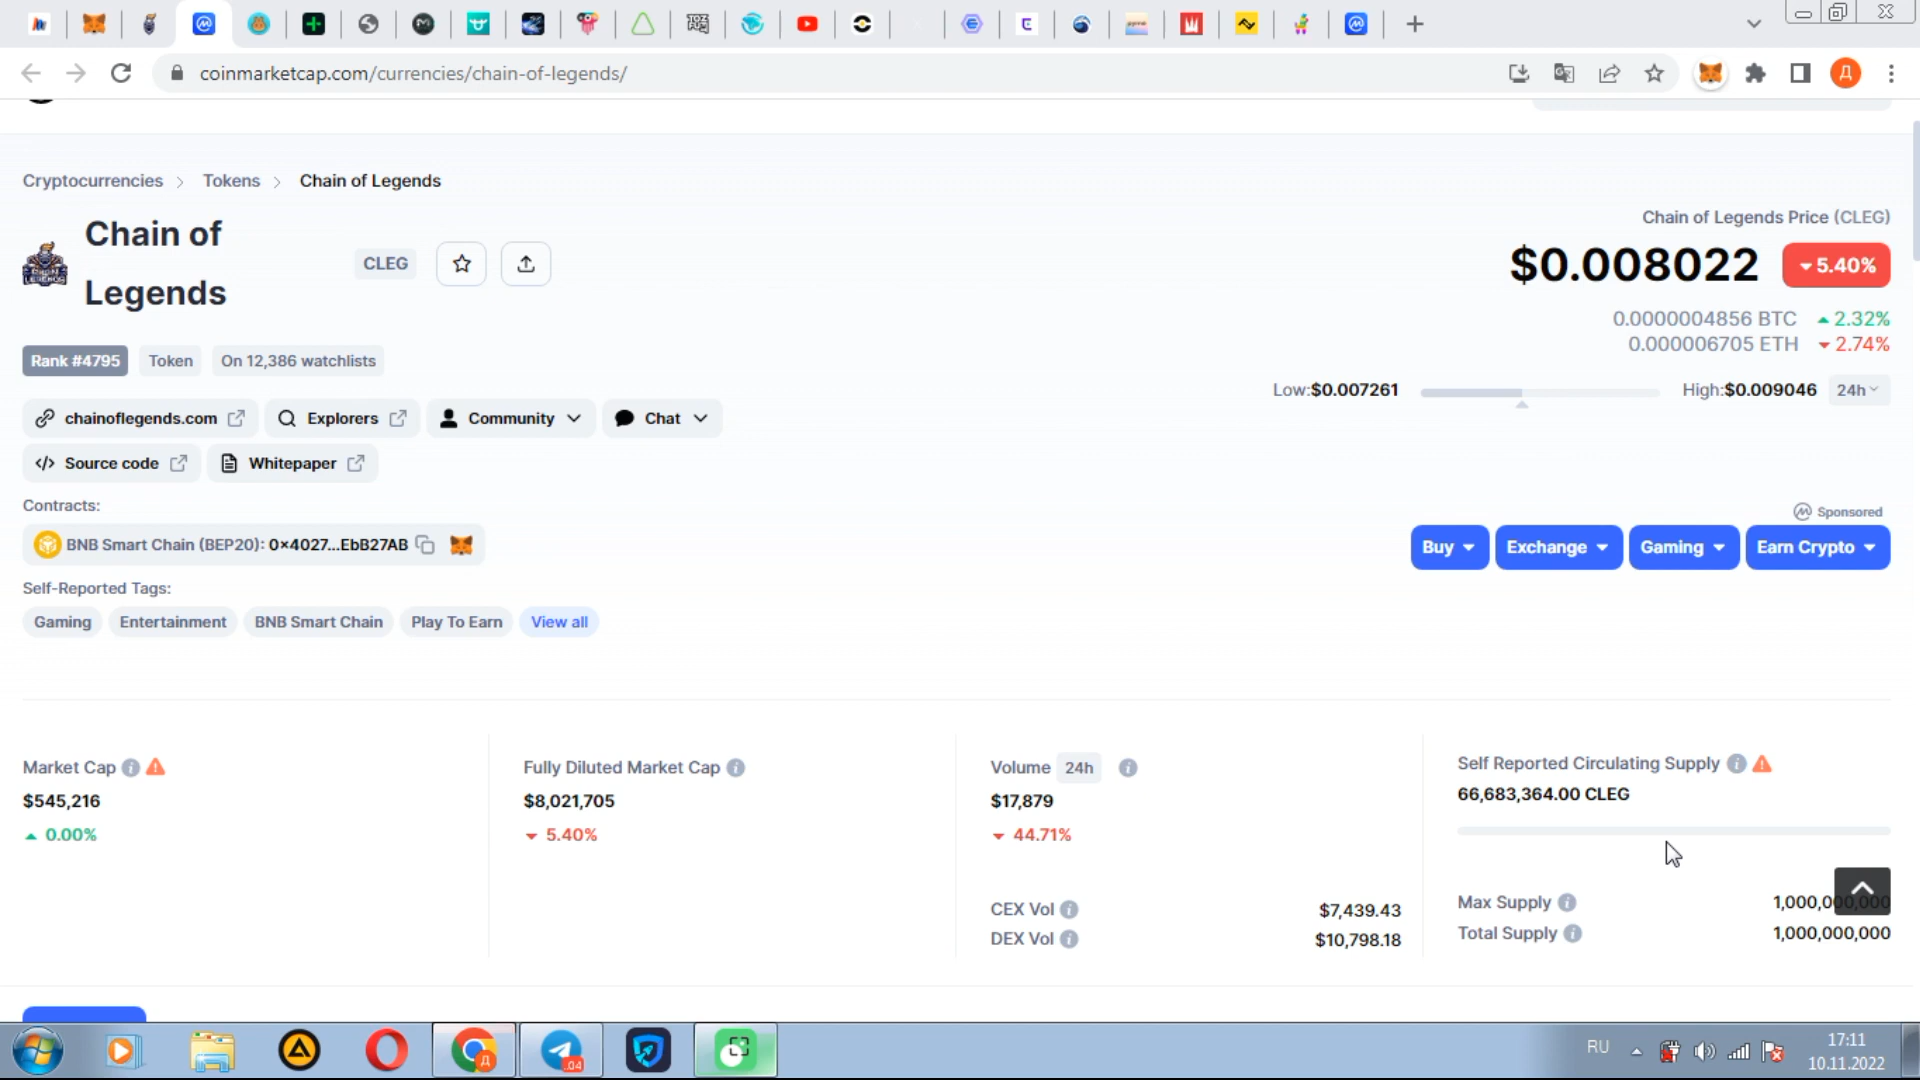 coinmarketcap.com/currencies/chain-of-legends/
Cryptocurrencies > Tokens > Chain of Legends
Chain of
Legends
CLEG
Chain of Legends Price (CLEG)
$0.008022
5.40%
0.0000004856 BTC 2.32%
0.000006705 ETH 2.74%
Low:$0.007261
High:$0.009046
24h
Rank #4795
Token
On 12,386 watchlists
chainoflegends.com
Explorers
Community
Chat
Source code
Whitepaper
Contracts:
BNB Smart Chain (BEP20): 0x4027...EbB27AB
Sponsored
Buy
Exchange
Gaming
Earn Crypto
Self-Reported Tags:
Gaming
Entertainment
BNB Smart Chain
Play To Earn
View all
Market Cap
$545,216
0.00%
Fully Diluted Market Cap
$8,021,705
5.40%
Volume 24h
$17,879
44.71%
CEX Vol $7,439.43
DEX Vol $10,798.18
Self Reported Circulating Supply
66,683,364.00 CLEG
Max Supply 1,000,000,000
Total Supply 1,000,000,000
Д
RU
17:11
10.11.2022